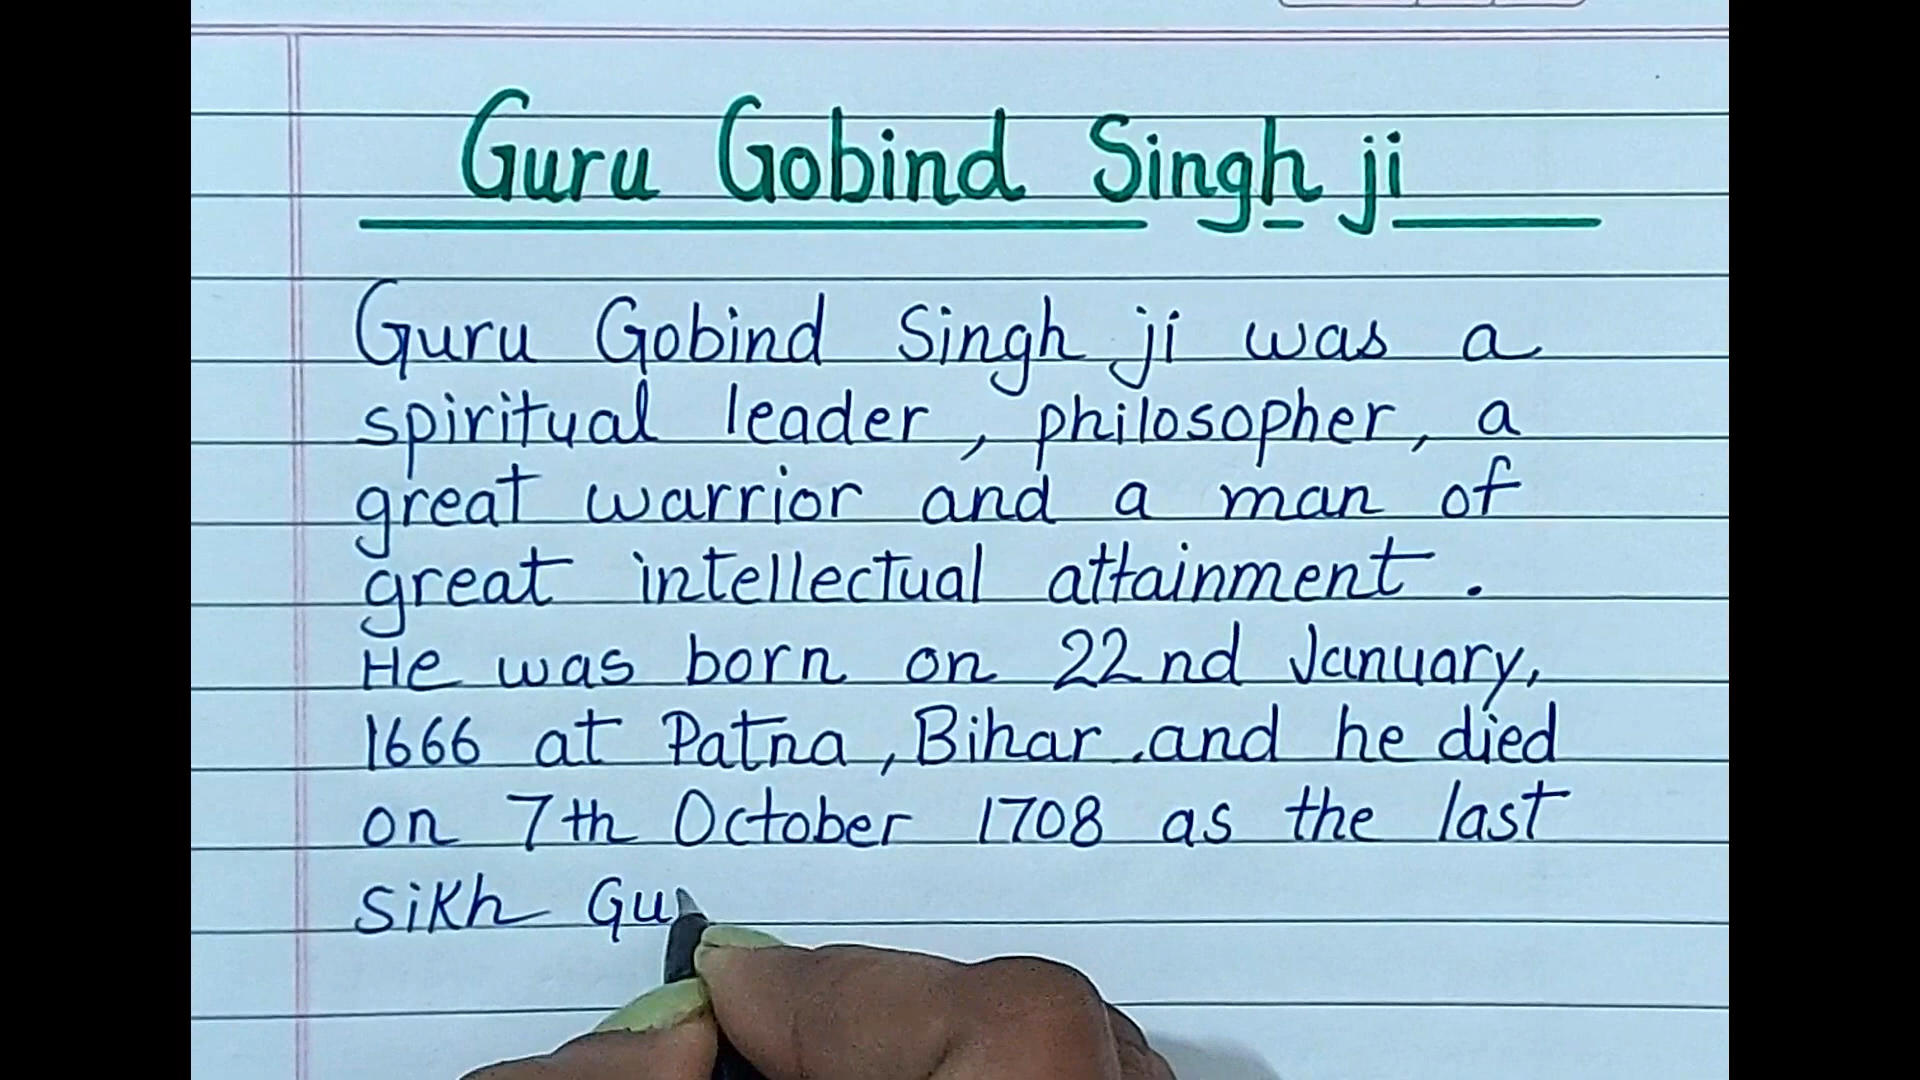 Guru Gobind Singh ji
Guru Gobind Singh ji was a
spiritual leader, philosopher, a
great warrior and a man of
great intellectual attainment.
He was born on 22nd January,
1666 at Patna, Bihar.and he died
on 7th October 1708 as the last
Sikh Gu